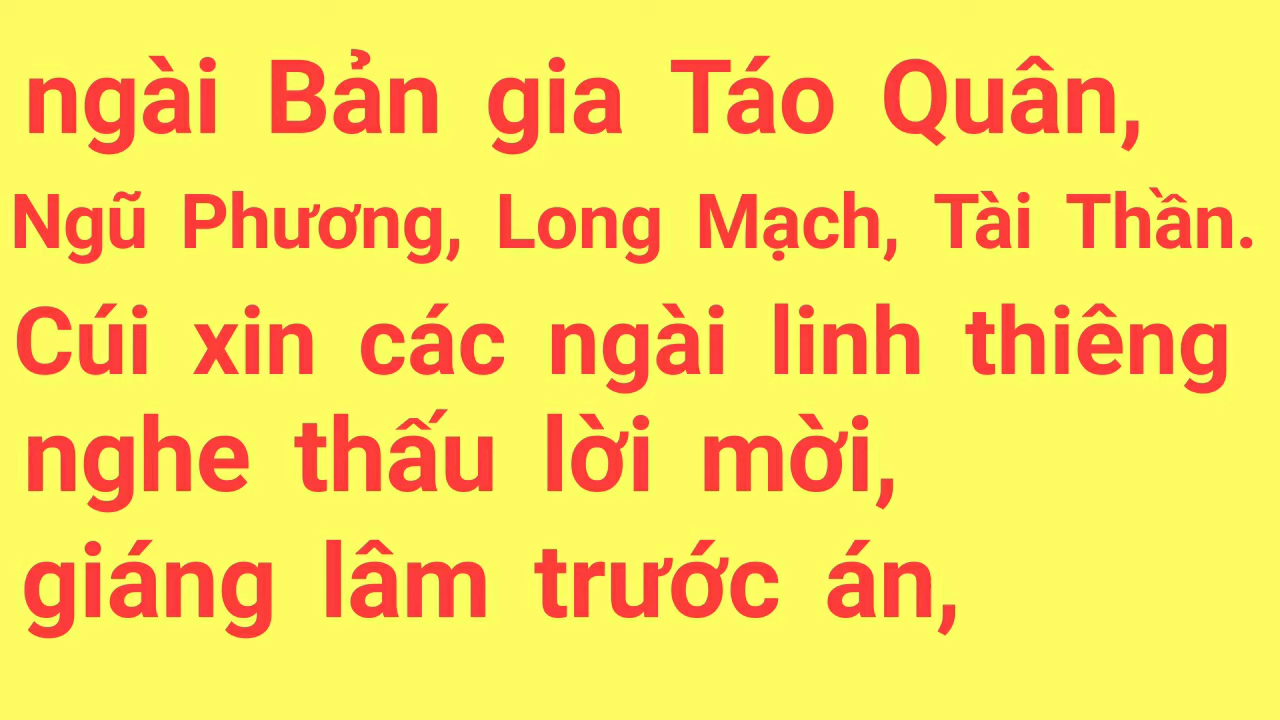 ngài Bản gia Táo Quân,
Ngũ Phương, Long Mạch, Tài Thần.
Cúi xin các ngài linh thiêng
nghe thấu lời mời,
giáng lâm trước án,